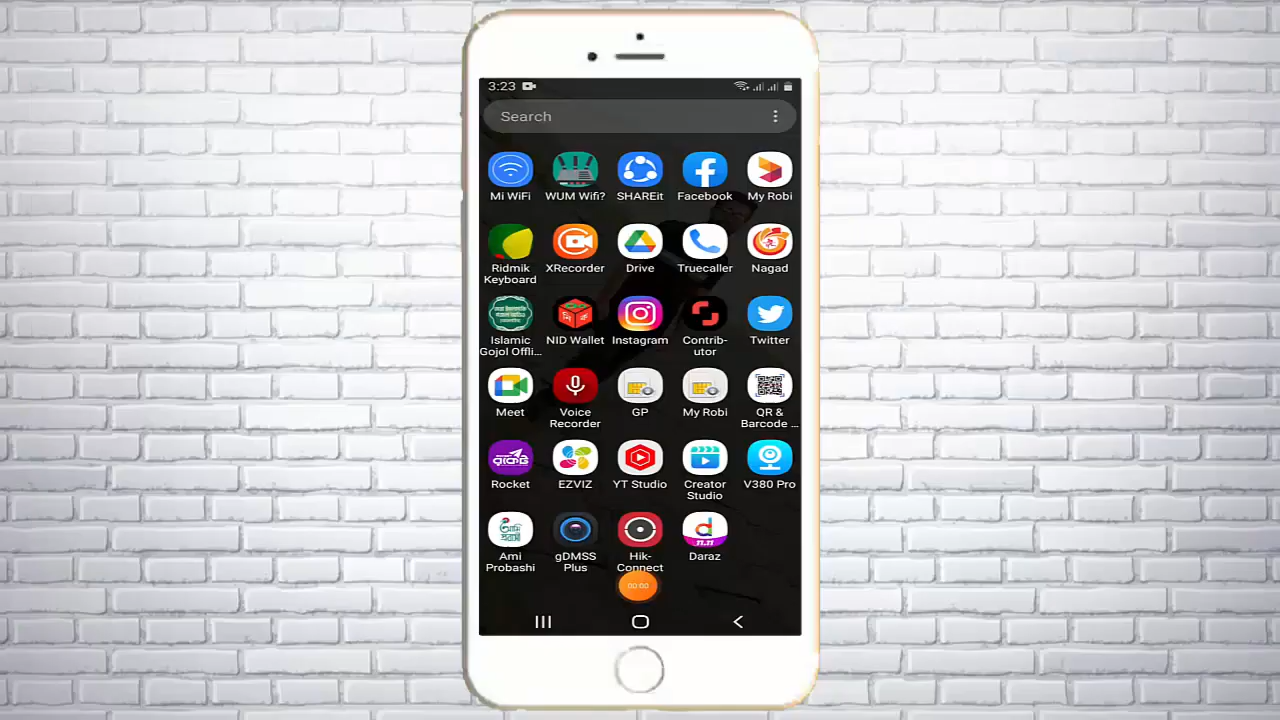 3:23
Search
Mi WiFi
WUM Wifi?
SHAREit
Facebook
My Robi
Ridmik
Keyboard
XRecorder
Drive
Truecaller
Nagad
Islamic
Gojol Offli...
NID Wallet
Instagram
Contrib-
utor
Twitter
Meet
Voice
Recorder
GP
My Robi
QR &
Barcode ...
Rocket
EZVIZ
YT Studio
Creator
Studio
V380 Pro
Ami
Probashi
gDMSS
Plus
Hik-
Connect
Daraz
00:00